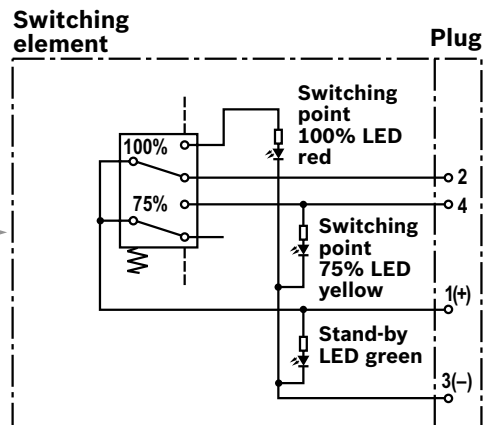 Switching
element
Plug
Switching
point
100% LED
red
100%
2
75%
4
Switching
point
75% LED
yellow
1(+)
Stand-by
LED green
3(–)